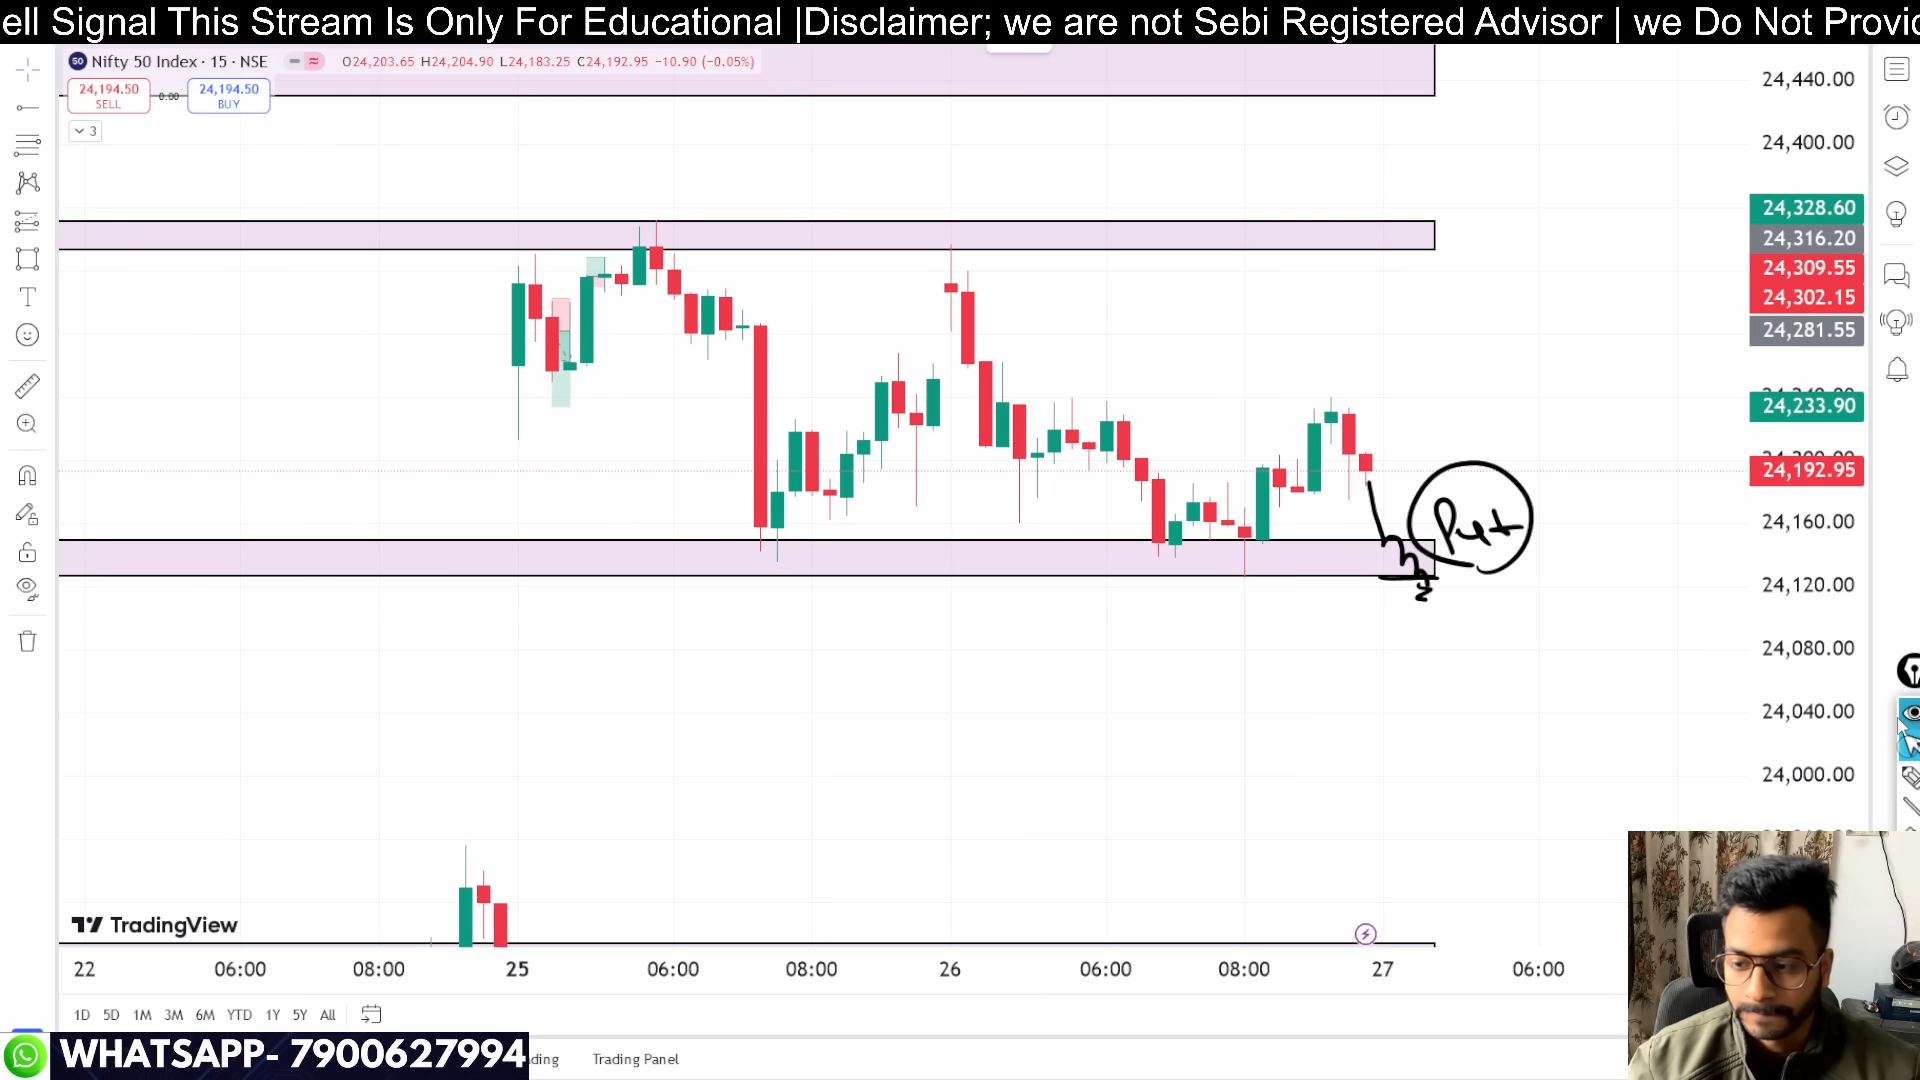 ell Signal This Stream Is Only For Educational |Disclaimer; we are not Sebi Registered Advisor | we Do Not Provid
Nifty 50 Index · 15 · NSE O24,203.65 H24,204.90 L24,183.25 C24,192.95 −10.90 (−0.05%)
24,194.50 SELL 0.00 24,194.50 BUY
3
24,440.00
24,400.00
24,328.60
24,316.20
24,309.55
24,302.15
24,281.55
24,233.90
24,192.95
24,160.00
24,120.00
24,080.00
24,040.00
24,000.00
Put
TradingView
22 06:00 08:00 25 06:00 08:00 26 06:00 08:00 27 06:00
1D 5D 1M 3M 6M YTD 1Y 5Y All
WHATSAPP- 7900627994 ding Trading Panel